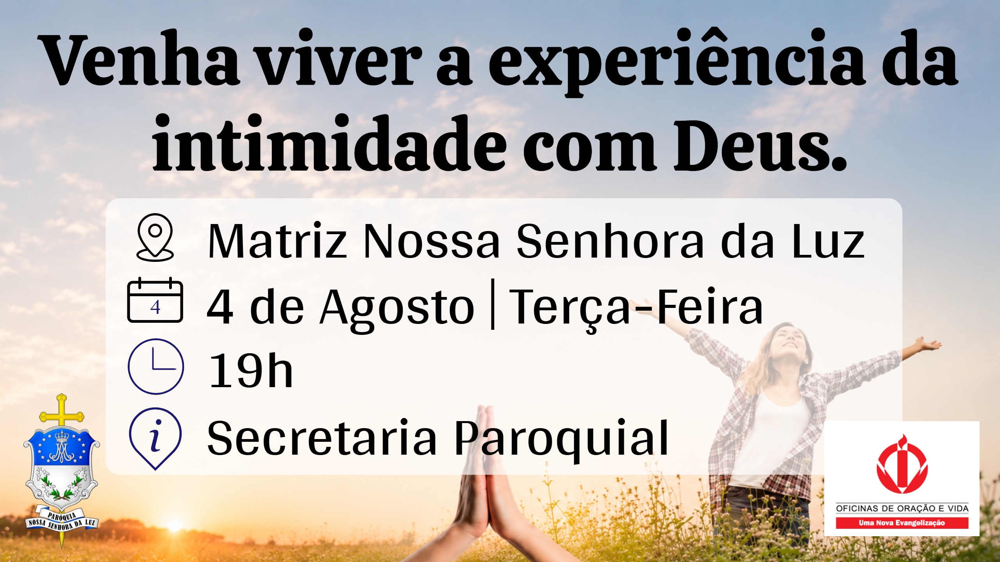 Venha viver a experiência da
intimidade com Deus.
Matriz Nossa Senhora da Luz
4
4 de Agosto | Terça-Feira
19h
i
Secretaria Paroquial
PARÓQUIA
NOSSA SENHORA DA LUZ
OFICINAS DE ORAÇÃO E VIDA
Uma Nova Evangelização